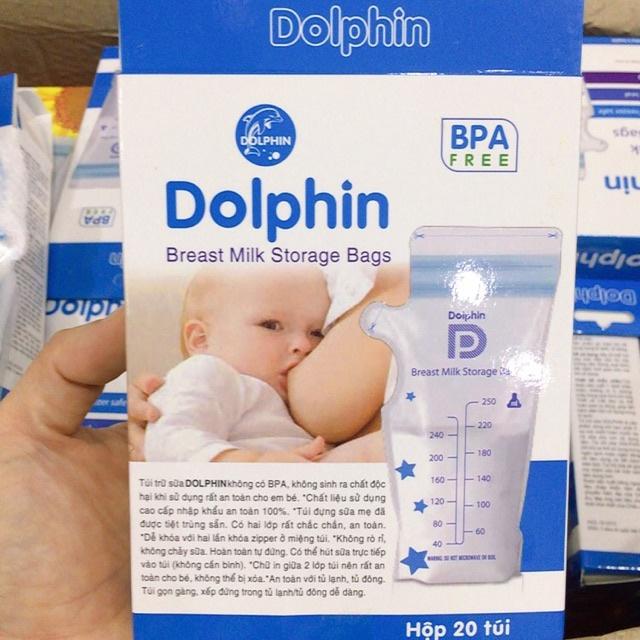 Dolphin
DOLPHIN
BPA
FREE
Dolphin
Breast Milk Storage Bags
Dolphin
Breast Milk Storage
250
220
240
200
180
160
140
120
100
80
60
40
WARNING: DO NOT MICROWAVE OR BOIL
Túi trữ sữa DOLPHIN không có BPA, không sinh ra chất độc
hại khi sử dụng rất an toàn cho em bé. *Chất liệu sử dụng
cao cấp nhập khẩu an toàn 100%. *Túi đựng sữa mẹ đã
được tiệt trùng sẵn. Có hai lớp rất chắc chắn, an toàn.
*Dễ khóa với hai lần khóa zipper ở miệng túi. *Không rò rỉ,
không chảy sữa. Hoàn toàn tự đứng. Có thể hút sữa trực tiếp
vào túi (không cần bình). *Chữ in giữa 2 lớp túi nên rất an
toàn cho bé, không thể bị xóa.*An toàn với tủ lạnh, tủ đông.
Túi gọn gàng, xếp đứng trong tủ lạnh/tủ đông dễ dàng.
Hộp 20 túi